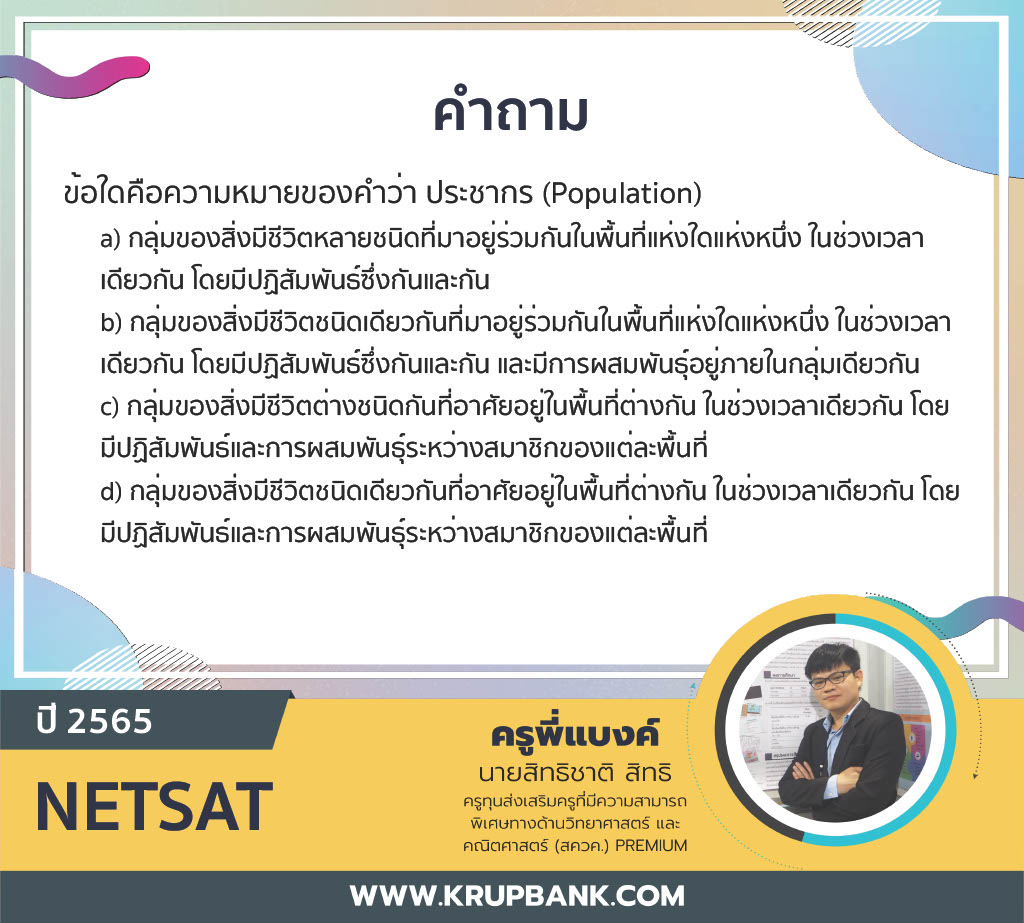 คำถาม
ข้อใดคือความหมายของคำว่า ประชากร (Population)
a) กลุ่มของสิ่งมีชีวิตหลายชนิดที่มาอยู่ร่วมกันในพื้นที่แห่งใดแห่งหนึ่ง ในช่วงเวลา
เดียวกัน โดยมีปฏิสัมพันธ์ซึ่งกันและกัน
b) กลุ่มของสิ่งมีชีวิตชนิดเดียวกันที่มาอยู่ร่วมกันในพื้นที่แห่งใดแห่งหนึ่ง ในช่วงเวลา
เดียวกัน โดยมีปฏิสัมพันธ์ซึ่งกันและกัน และมีการผสมพันธุ์อยู่ภายในกลุ่มเดียวกัน
c) กลุ่มของสิ่งมีชีวิตต่างชนิดกันที่อาศัยอยู่ในพื้นที่ต่างกัน ในช่วงเวลาเดียวกัน โดย
มีปฏิสัมพันธ์และการผสมพันธุ์ระหว่างสมาชิกของแต่ละพื้นที่
d) กลุ่มของสิ่งมีชีวิตชนิดเดียวกันที่อาศัยอยู่ในพื้นที่ต่างกัน ในช่วงเวลาเดียวกัน โดย
มีปฏิสัมพันธ์และการผสมพันธุ์ระหว่างสมาชิกของแต่ละพื้นที่
ปี 2565
NETSAT
ครูพี่แบงค์
นายสิทธิชาติ สิทธิ
ครูทุนส่งเสริมครูที่มีความสามารถ
พิเศษทางด้านวิทยาศาสตร์ และ
คณิตศาสตร์ (สควค.) PREMIUM
WWW.KRUPBANK.COM